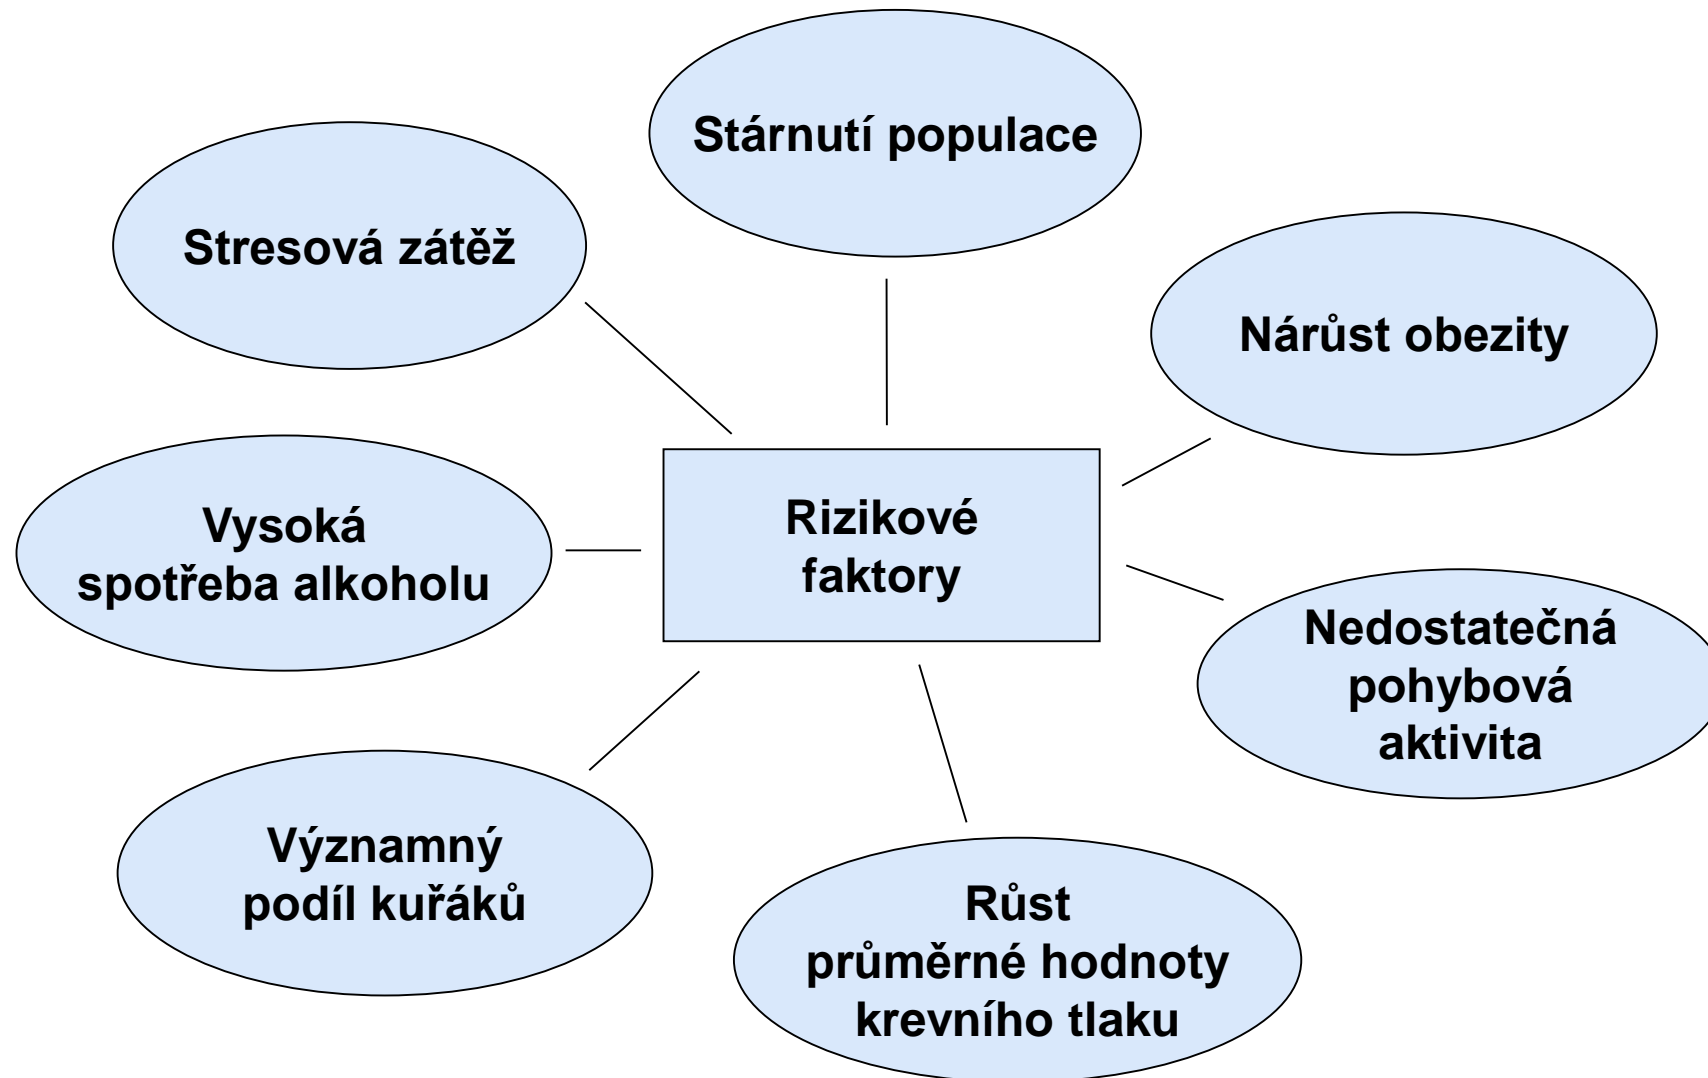 Stárnutí populace
Stresová zátěž
Nárůst obezity
Vysoká
spotřeba alkoholu
Rizikové
faktory
Nedostatečná
pohybová
aktivita
Významný
podíl kuřáků
Růst
průměrné hodnoty
krevního tlaku